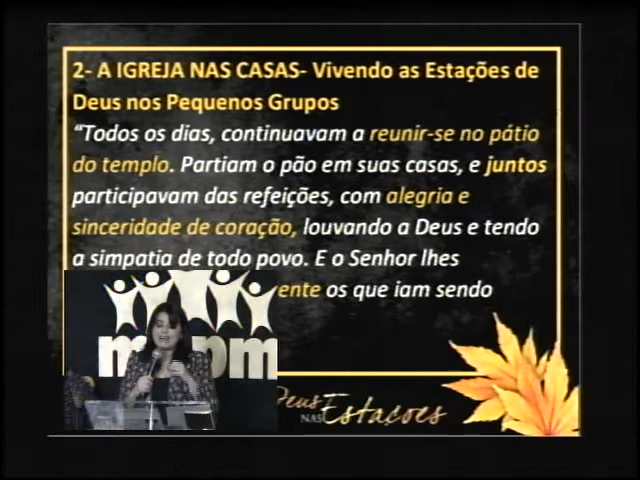 2- A IGREJA NAS CASAS- Vivendo as Estações de
Deus nos Pequenos Grupos
“Todos os dias, continuavam a reunir-se no pátio
do templo. Partiam o pão em suas casas, e juntos
participavam das refeições, com alegria e
sinceridade de coração, louvando a Deus e tendo
a simpatia de todo povo. E o Senhor lhes
ente os que iam sendo
pm
Deus
NAS Estações